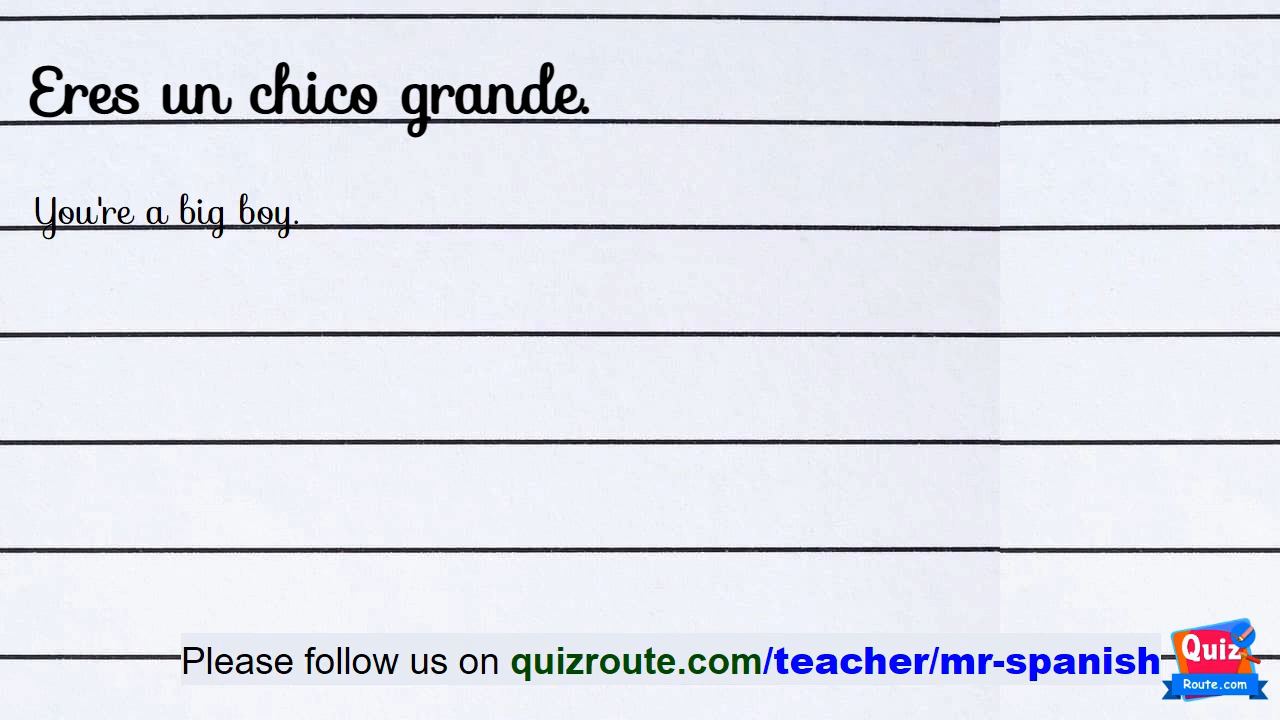 Eres un chico grande.
You're a big boy.
Please follow us on quizroute.com/teacher/mr-spanish
Quiz
Route.com